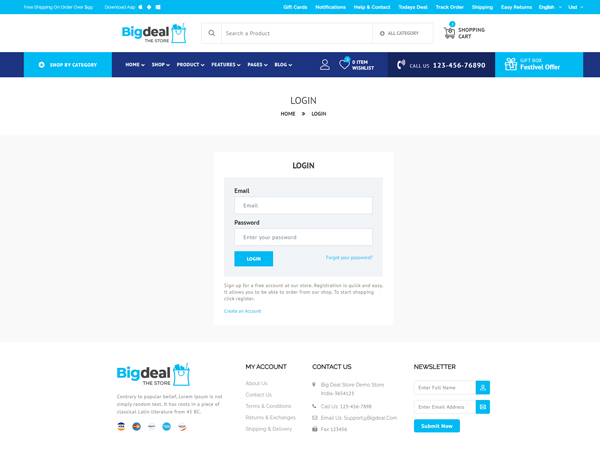 Free Shipping On Order Over $99 Download App Gift Cards Notifications Help & Contact Todays Deal Track Order Shipping Easy Returns English Usd
Bigdeal
THE STORE
Search a Product
ALL CATEGORY
SHOPPING
CART
SHOP BY CATEGORY
HOME SHOP PRODUCT FEATURES PAGES BLOG
0 ITEM
WISHLIST
CALL US 123-456-76890
GIFT BOX
Festivel Offer
LOGIN
HOME » LOGIN
LOGIN
Email
Email
Password
Enter your password
LOGIN
Forgot your password?
Sign up for a free account at our store. Registration is quick and easy.
It allows you to be able to order from our shop. To start shopping
click register.
Create an Account
Bigdeal
THE STORE
Contrary to popular belief, Lorem Ipsum is not
simply random text. It has roots in a piece of
classical Latin literature from 45 BC.
MY ACCOUNT
About Us
Contact Us
Terms & Conditions
Returns & Exchanges
Shipping & Delivery
CONTACT US
Big Deal Store Demo Store
India-3654123
Call Us: 123-456-7898
Email Us: Support@Bigdeal.Com
Fax 123456
NEWSLETTER
Enter Full Name
Enter Email Address
Submit Now